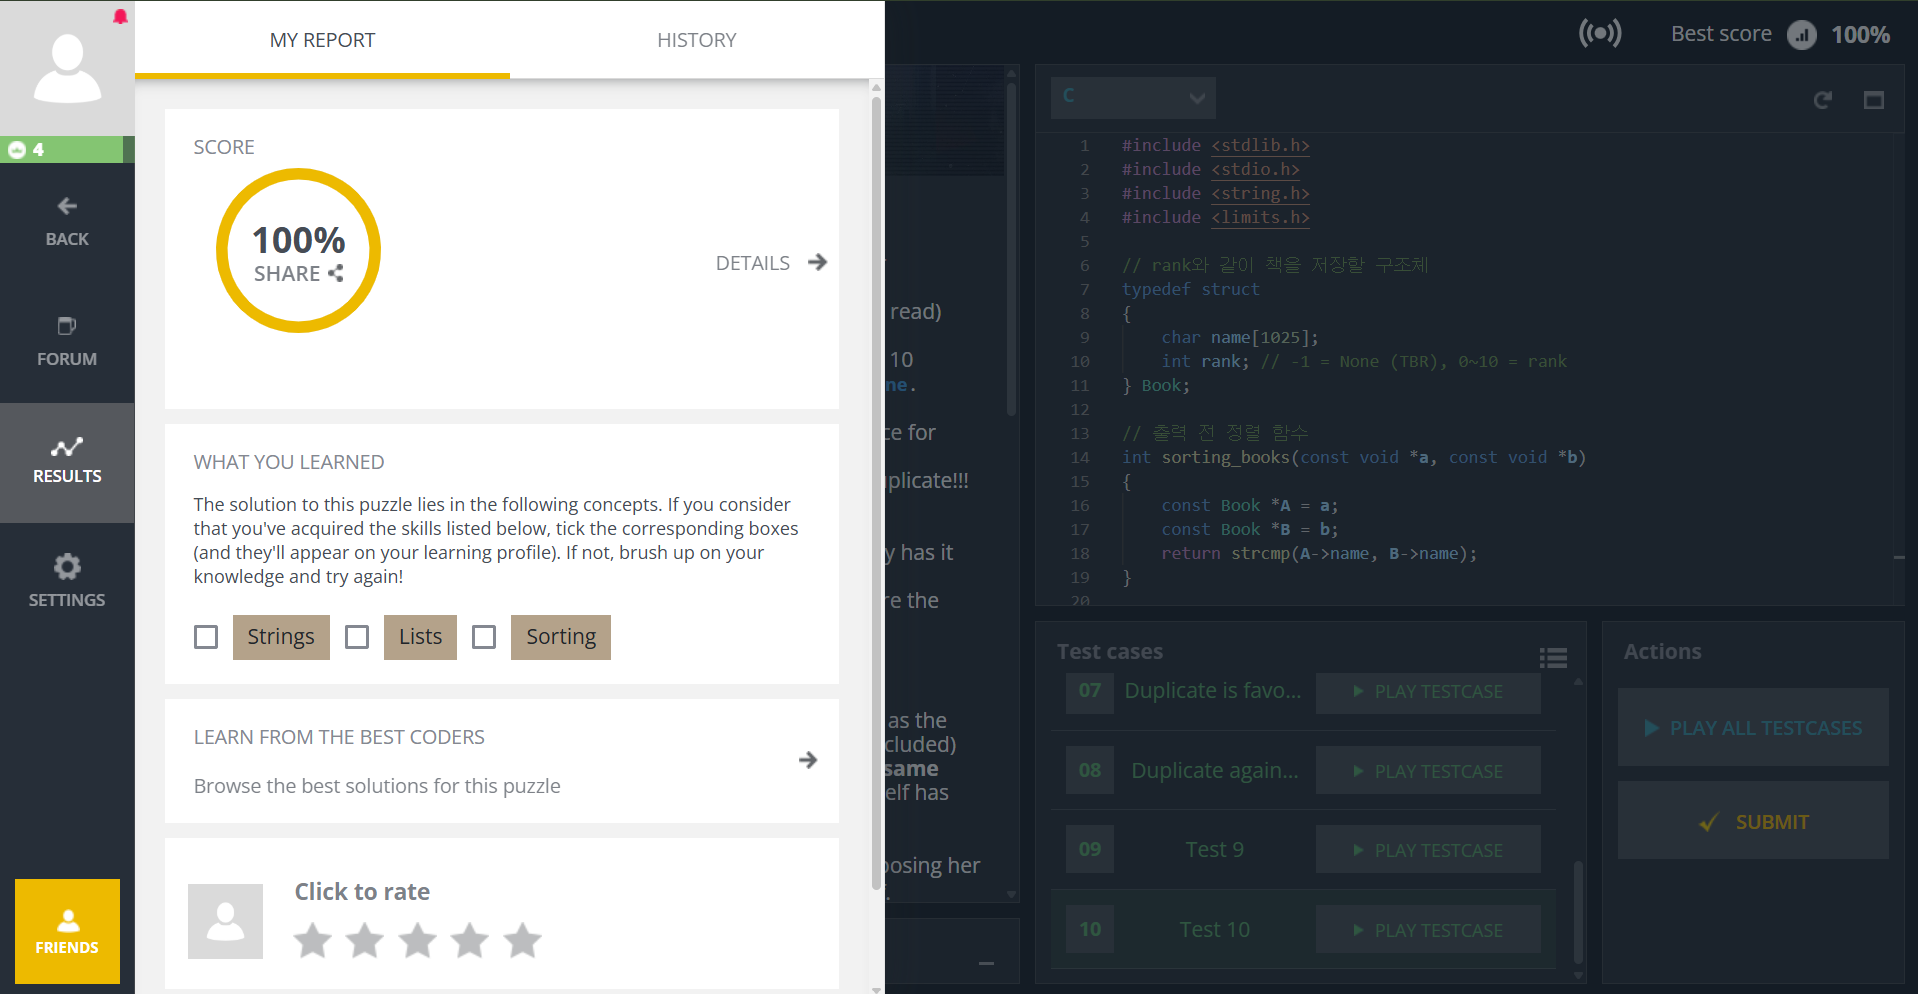 4
BACK
FORUM
RESULTS
SETTINGS
FRIENDS
MY REPORT
HISTORY
SCORE
100%
SHARE
DETAILS
WHAT YOU LEARNED
The solution to this puzzle lies in the following concepts. If you consider
that you've acquired the skills listed below, tick the corresponding boxes
(and they'll appear on your learning profile). If not, brush up on your
knowledge and try again!
Strings
Lists
Sorting
LEARN FROM THE BEST CODERS
Browse the best solutions for this puzzle
Click to rate
read)
10
ne.
ce for
plicate!!!
y has it
re the
as the
cluded)
same
elf has
posing her
Best score
100%
C
1 #include <stdlib.h>
2 #include <stdio.h>
3 #include <string.h>
4 #include <limits.h>
5
6 // rank와 같이 책을 저장할 구조체
7 typedef struct
8 {
9 char name[1025];
10 int rank; // -1 = None (TBR), 0~10 = rank
11 } Book;
12
13 // 출력 전 정렬 함수
14 int sorting_books(const void *a, const void *b)
15 {
16 const Book *A = a;
17 const Book *B = b;
18 return strcmp(A->name, B->name);
19 }
20
Test cases
07 Duplicate is favo... PLAY TESTCASE
08 Duplicate again... PLAY TESTCASE
09 Test 9 PLAY TESTCASE
10 Test 10 PLAY TESTCASE
Actions
PLAY ALL TESTCASES
SUBMIT